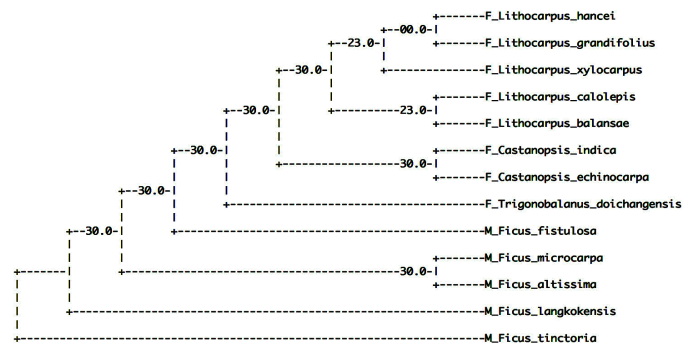 F_Lithocarpus_hancei
00.0
23.0 F_Lithocarpus_grandifolius
30.0 F_Lithocarpus_xylocarpus
F_Lithocarpus_calolepis
30.0 23.0
F_Lithocarpus_balansae
30.0 F_Castanopsis_indica
30.0
F_Castanopsis_echinocarpa
30.0
F_Trigonobalanus_doichangensis
30.0 M_Ficus_fistulosa
M_Ficus_microcarpa
30.0
M_Ficus_altissima
M_Ficus_langkokensis
M_Ficus_tinctoria